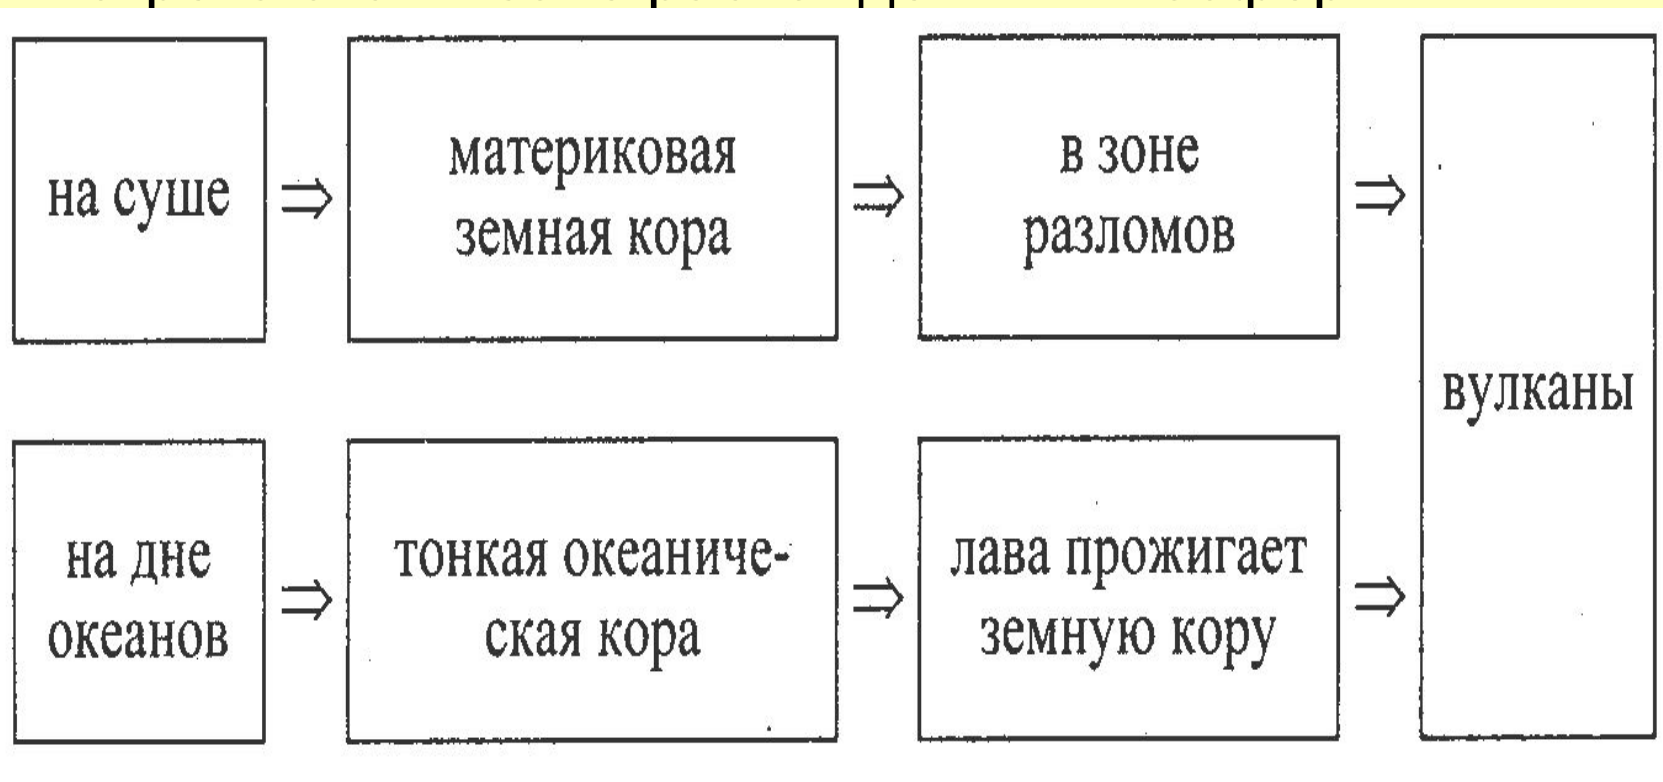 на суше
материковая
земная кора
в зоне
разломов
вулканы
на дне
океанов
тонкая океаниче-
ская кора
лава прожигает
земную кору